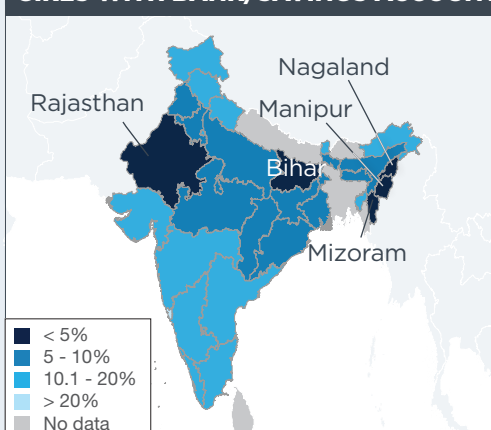 Nagaland
Rajasthan
Manipur
Bihar
Mizoram
< 5%
5 - 10%
10.1 - 20%
> 20%
No data